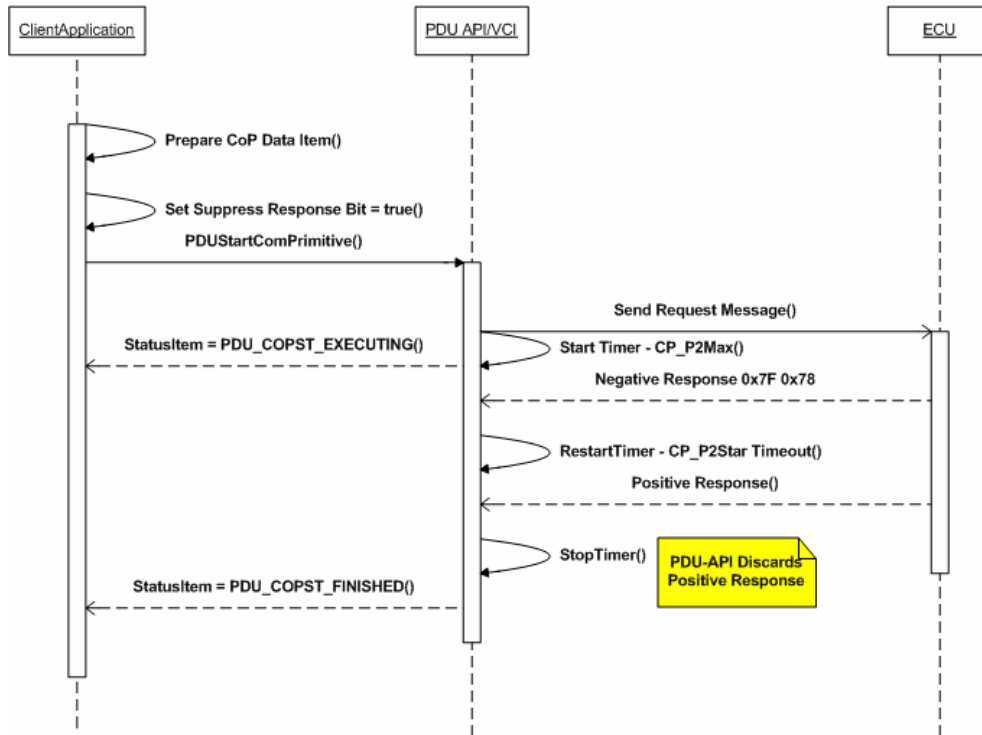 ClientApplication
PDU API/VCI
ECU
Prepare CoP Data Item()
Set Suppress Response Bit = true()
PDUStartComPrimitive()
Send Request Message()
StatusItem = PDU_COPST_EXECUTING()
Start Timer - CP_P2Max()
Negative Response 0x7F 0x78
RestartTimer - CP_P2Star Timeout()
Positive Response()
StopTimer()
PDU-API Discards
Positive Response
StatusItem = PDU_COPST_FINISHED()